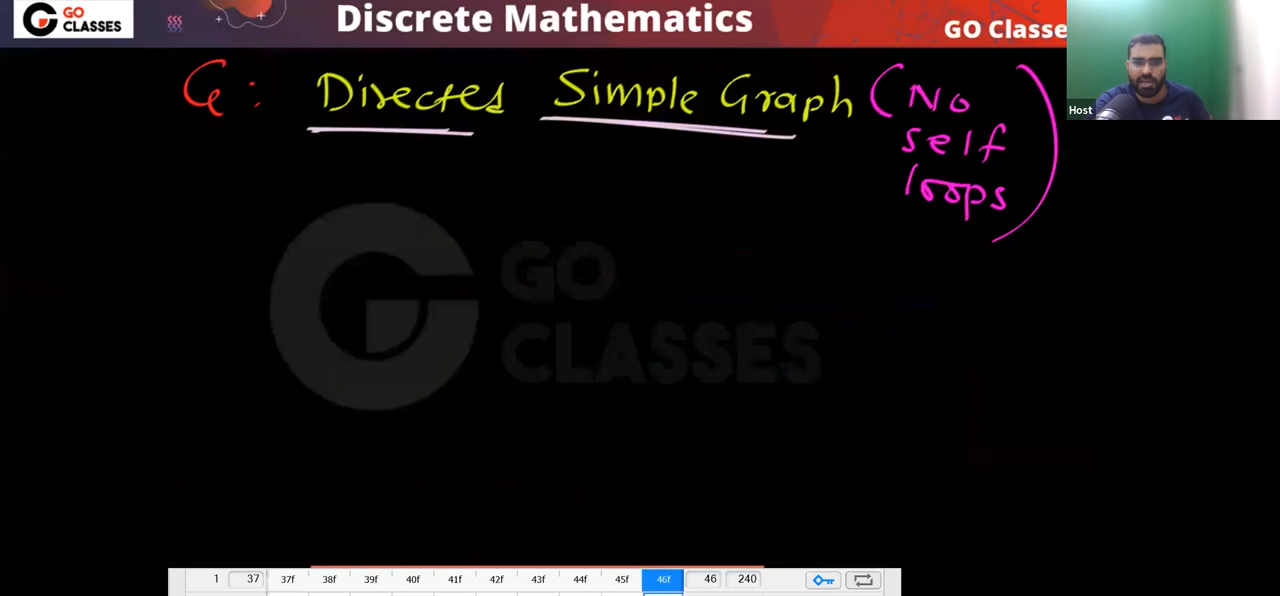 GO
CLASSES
Discrete Mathematics
GO Classe
Host
G : Directed Simple Graph (No
self
loops)
GO
CLASSES
1 37 37f 38f 39f 40f 41f 42f 43f 44f 45f 46f 46 240